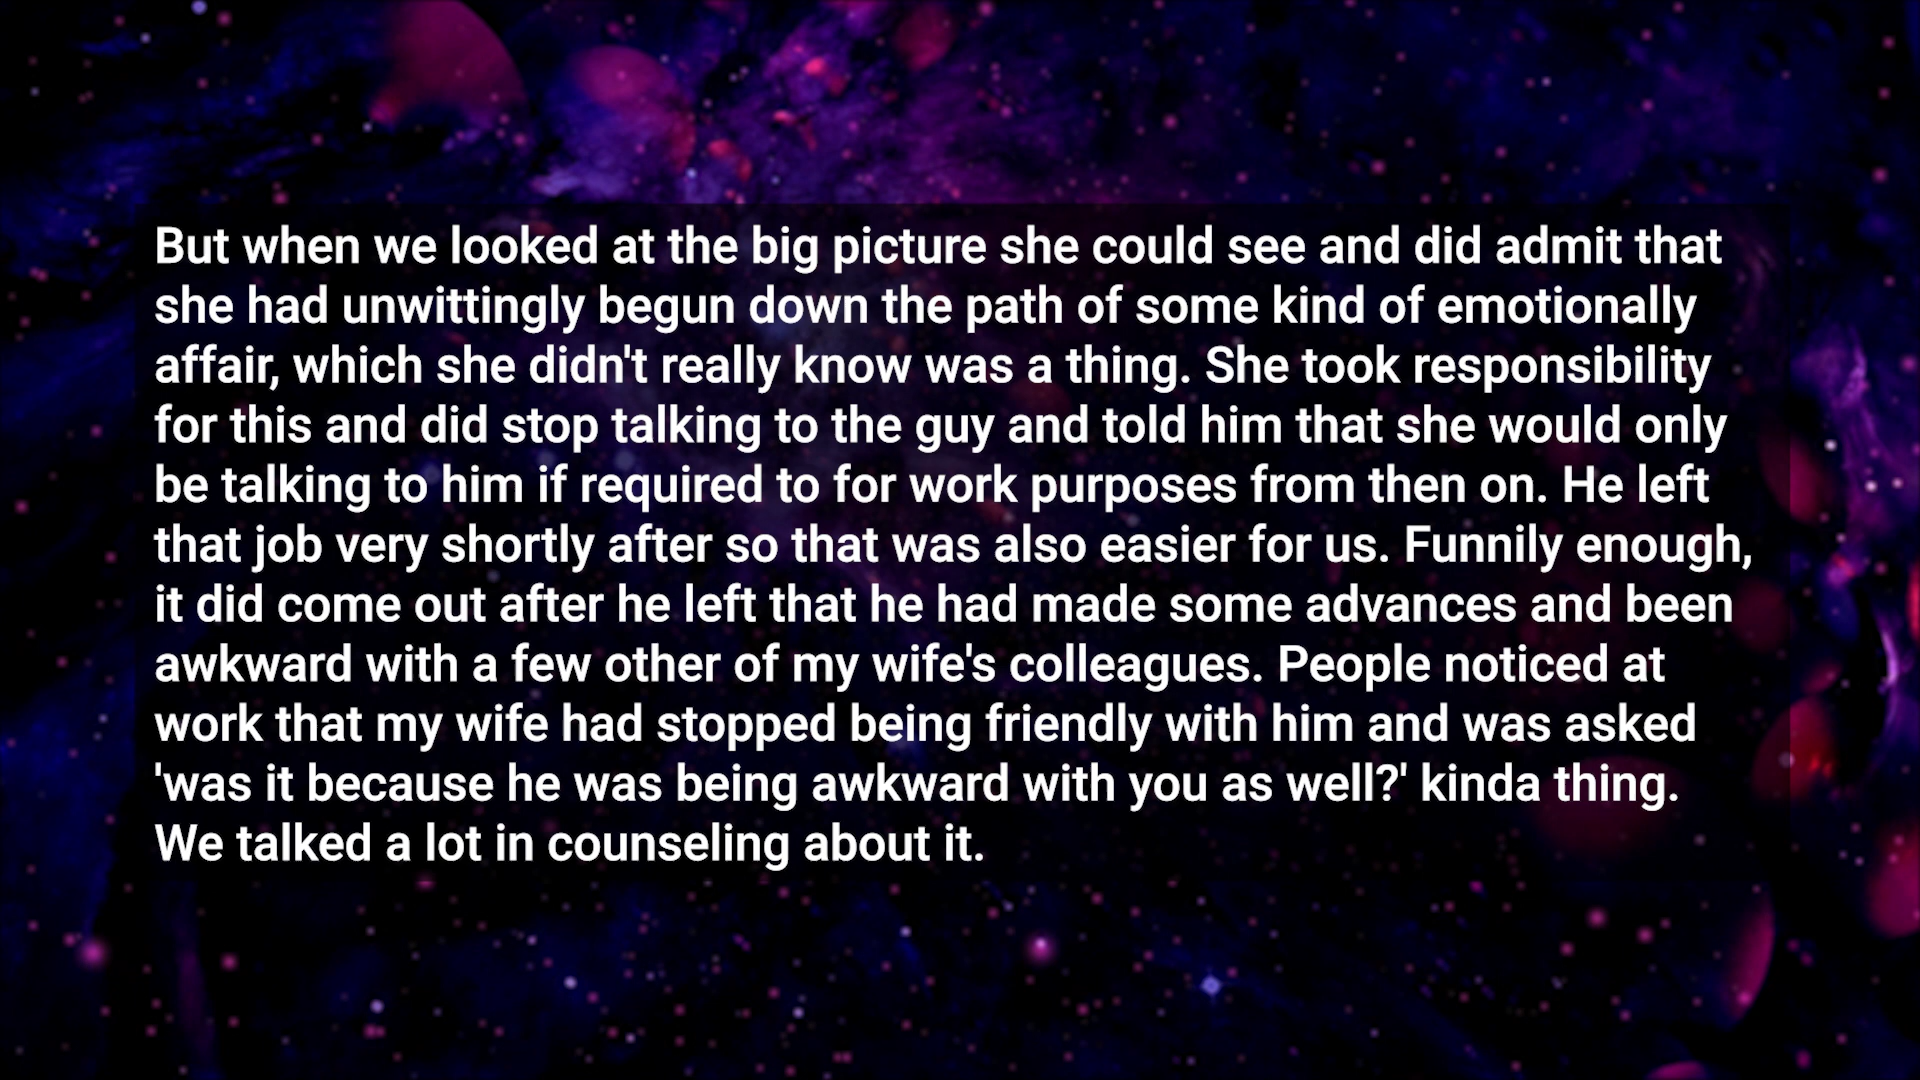 But when we looked at the big picture she could see and did admit that
she had unwittingly begun down the path of some kind of emotionally
affair, which she didn't really know was a thing. She took responsibility
for this and did stop talking to the guy and told him that she would only
be talking to him if required to for work purposes from then on. He left
that job very shortly after so that was also easier for us. Funnily enough,
it did come out after he left that he had made some advances and been
awkward with a few other of my wife's colleagues. People noticed at
work that my wife had stopped being friendly with him and was asked
'was it because he was being awkward with you as well?' kinda thing.
We talked a lot in counseling about it.